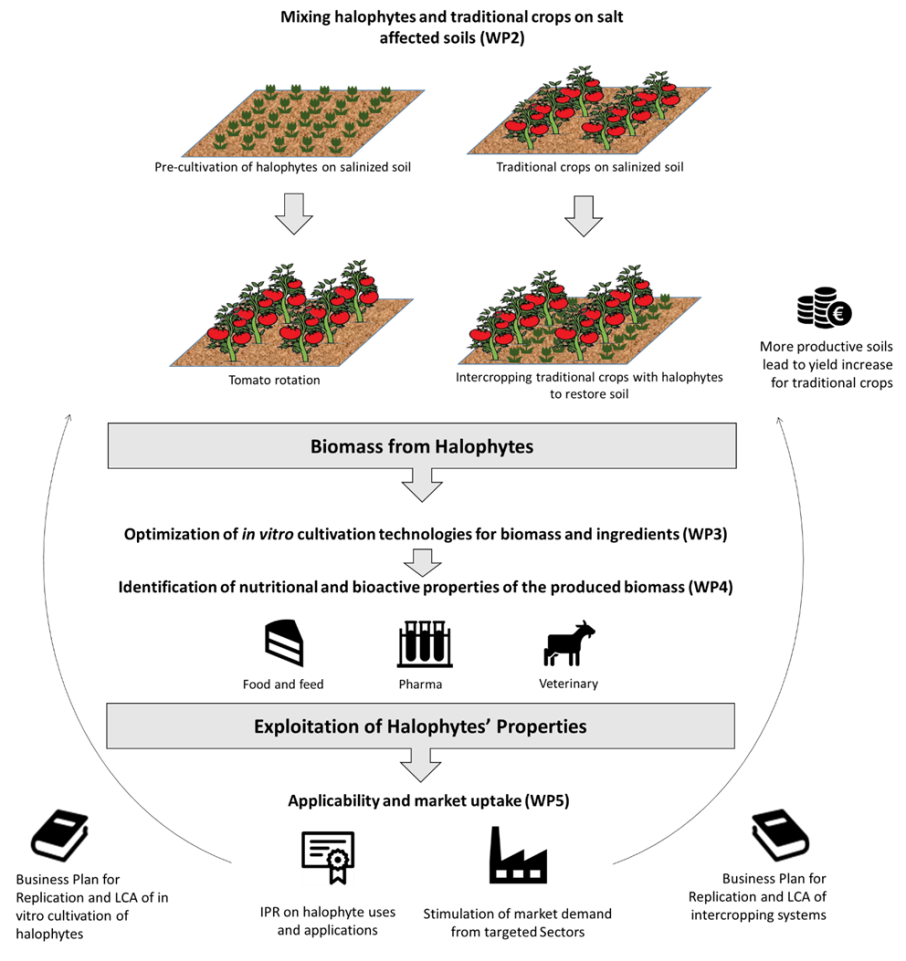 Mixing halophytes and traditional crops on salt
affected soils (WP2)
Pre-cultivation of halophytes on salinized soil
Traditional crops on salinized soil
Tomato rotation
Intercropping traditional crops with halophytes
to restore soil
€
More productive soils
lead to yield increase
for traditional crops
Biomass from Halophytes
Optimization of in vitro cultivation technologies for biomass and ingredients (WP3)
Identification of nutritional and bioactive properties of the produced biomass (WP4)
Food and feed
Pharma
Veterinary
Exploitation of Halophytes’ Properties
Applicability and market uptake (WP5)
Business Plan for
Replication and LCA of in
vitro cultivation of
halophytes
IPR on halophyte uses
and applications
Stimulation of market demand
from targeted Sectors
Business Plan for
Replication and LCA of
intercropping systems